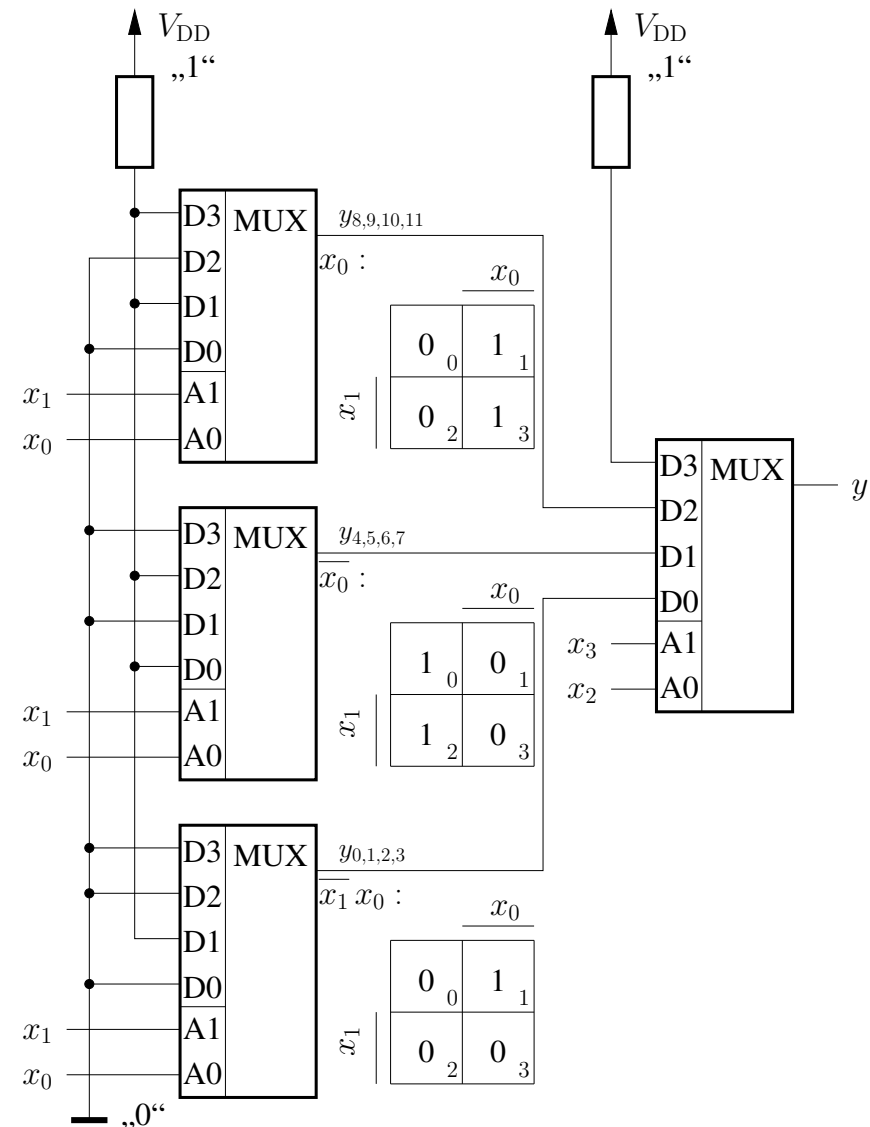 V_DD V_DD
„1“ „1“
D3 MUX y_{8,9,10,11}
D2 x_0 :
D1 x_0
D0 0 0 1 1
x_1 A1 x_1
x_0 A0 0 2 1 3
D3 MUX y
D2
D1
D0
x_3 A1
x_2 A0
D3 MUX y_{4,5,6,7}
D2 \overline{x_0} :
D1 x_0
D0 1 0 0 1
x_1 A1 x_1
x_0 A0 1 2 0 3
D3 MUX y_{0,1,2,3}
D2 \overline{x_1} x_0 :
D1 x_0
D0 0 0 1 1
x_1 A1 x_1
x_0 A0 0 2 0 3
„0“